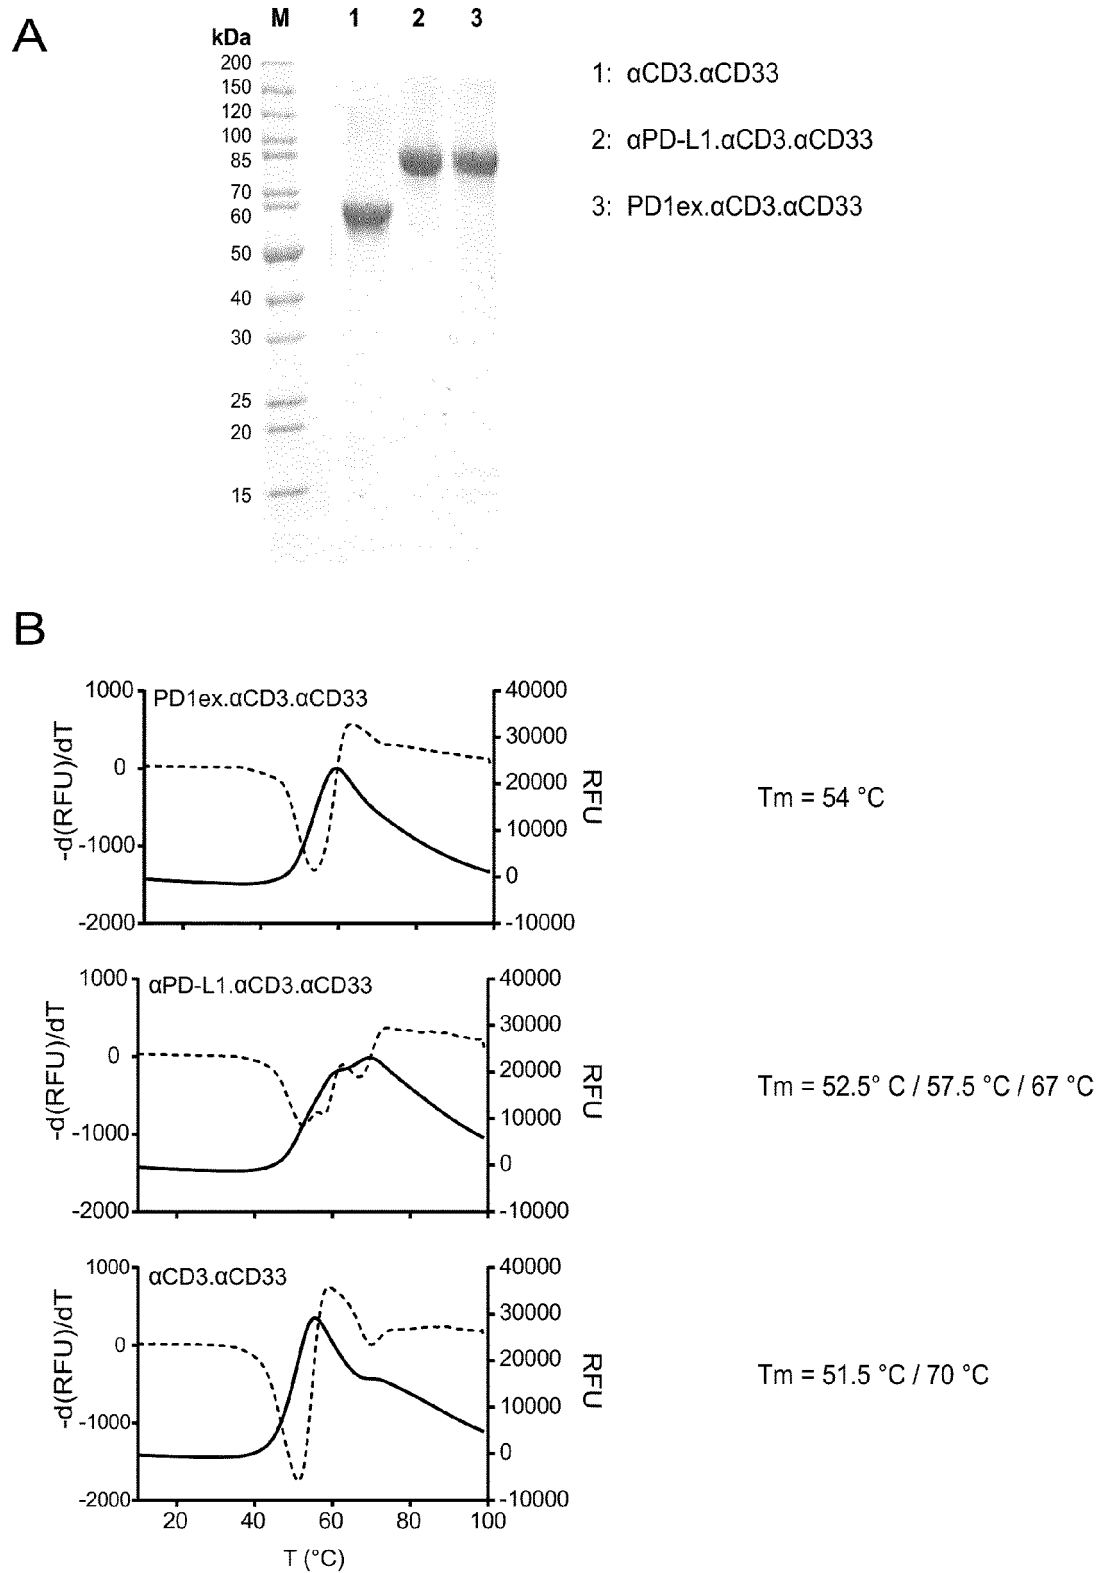 A
M 1 2 3
kDa
200
150
120
100
85
70
60
50
40
30
25
20
15
1: αCD3.αCD33
2: αPD-L1.αCD3.αCD33
3: PD1ex.αCD3.αCD33
B
PD1ex.αCD3.αCD33
1000
0
-1000
-2000
-d(RFU)/dT
40000
30000
20000
10000
0
-10000
RFU
Tm = 54 °C
αPD-L1.αCD3.αCD33
1000
0
-1000
-2000
-d(RFU)/dT
40000
30000
20000
10000
0
-10000
RFU
Tm = 52.5° C / 57.5 °C / 67 °C
αCD3.αCD33
1000
0
-1000
-2000
-d(RFU)/dT
40000
30000
20000
10000
0
-10000
RFU
Tm = 51.5 °C / 70 °C
20 40 60 80 100
T (°C)